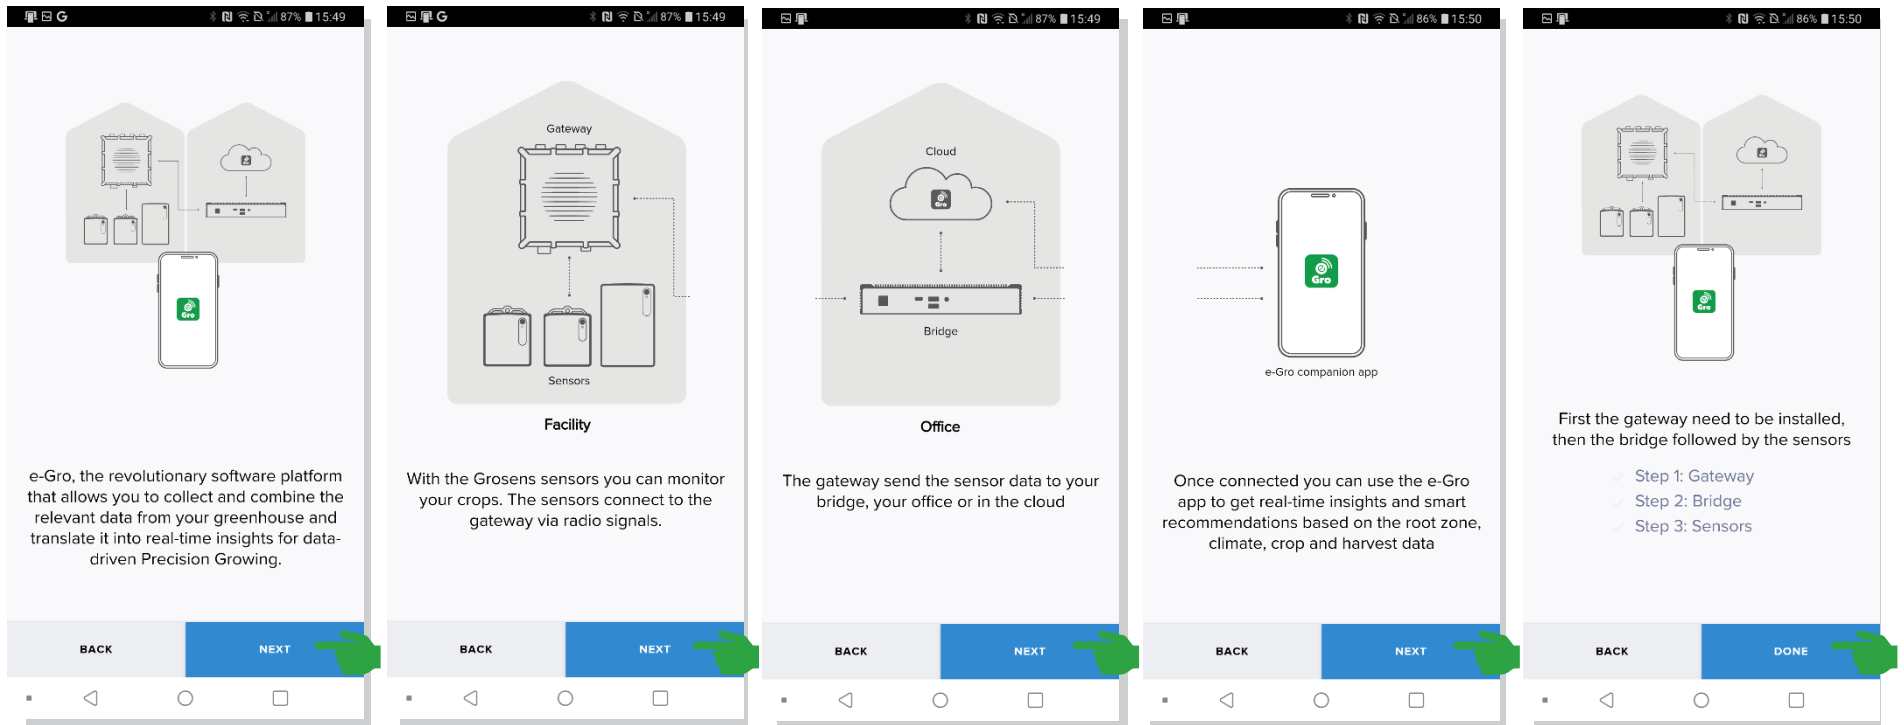 87% 15:49
e-Gro, the revolutionary software platform
that allows you to collect and combine the
relevant data from your greenhouse and
translate it into real-time insights for data-
driven Precision Growing.
Gro
BACK
NEXT
87% 15:49
Gateway
Sensors
Facility
With the Grosens sensors you can monitor
your crops. The sensors connect to the
gateway via radio signals.
BACK
NEXT
87% 15:49
Cloud
Gro
Bridge
Office
The gateway send the sensor data to your
bridge, your office or in the cloud
BACK
NEXT
86% 15:50
Gro
e-Gro companion app
Once connected you can use the e-Gro
app to get real-time insights and smart
recommendations based on the root zone,
climate, crop and harvest data
BACK
NEXT
86% 15:50
Gro
First the gateway need to be installed,
then the bridge followed by the sensors
Step 1: Gateway
Step 2: Bridge
Step 3: Sensors
BACK
DONE